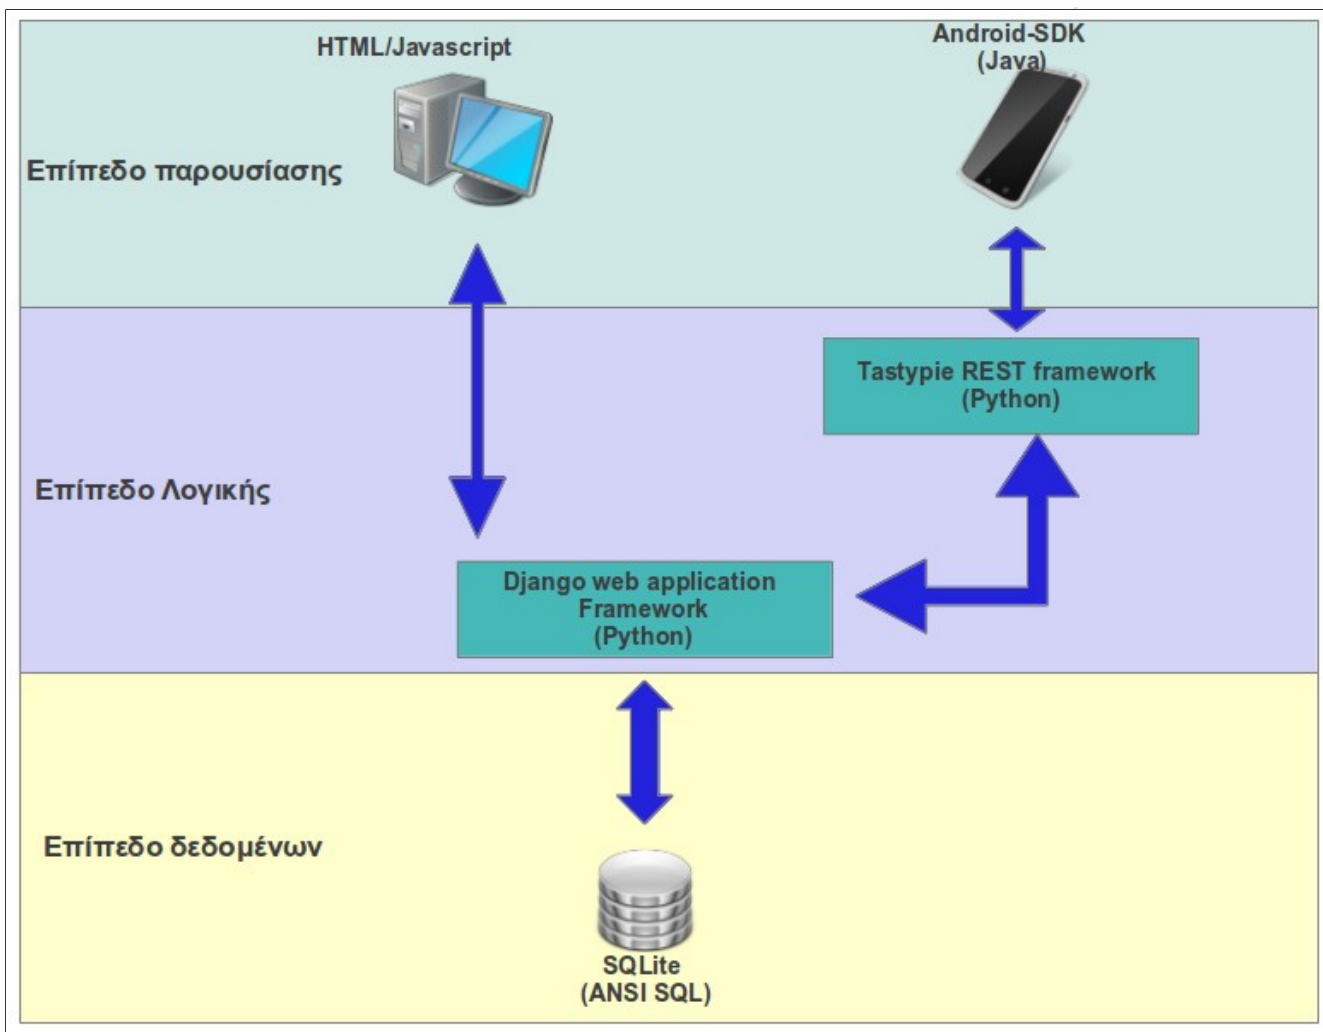 HTML/Javascript
Android-SDK
(Java)
Επίπεδο παρουσίασης
Tastypie REST framework
(Python)
Επίπεδο Λογικής
Django web application
Framework
(Python)
Επίπεδο δεδομένων
SQLite
(ANSI SQL)